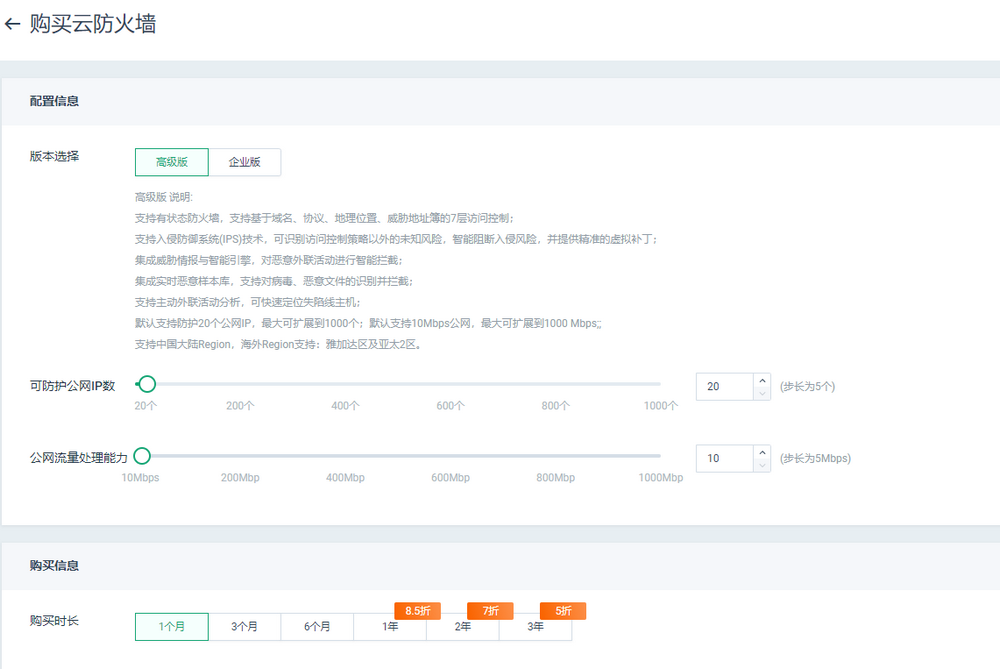 购买云防火墙
配置信息
版本选择
高级版 企业版
高级版 说明:
支持有状态防火墙，支持基于域名、协议、地理位置、威胁地址簿的7层访问控制；
支持入侵防御系统(IPS)技术，可识别访问控制策略以外的未知风险，智能阻断入侵风险，并提供精准的虚拟补丁；
集成威胁情报与智能引擎，对恶意外联活动进行智能拦截；
集成实时恶意样本库，支持对病毒、恶意文件的识别并拦截；
支持主动外联活动分析，可快速定位失陷线主机；
默认支持防护20个公网IP，最大可扩展到1000个；默认支持10Mbps公网，最大可扩展到1000 Mbps;;
支持中国大陆Region，海外Region支持：雅加达区及亚太2区。
可防护公网IP数 20 (步长为5个)
20个 200个 400个 600个 800个 1000个
公网流量处理能力 10 (步长为5Mbps)
10Mbps 200Mbp 400Mbp 600Mbp 800Mbp 1000Mbp
购买信息
8.5折 7折 5折
购买时长 1个月 3个月 6个月 1年 2年 3年